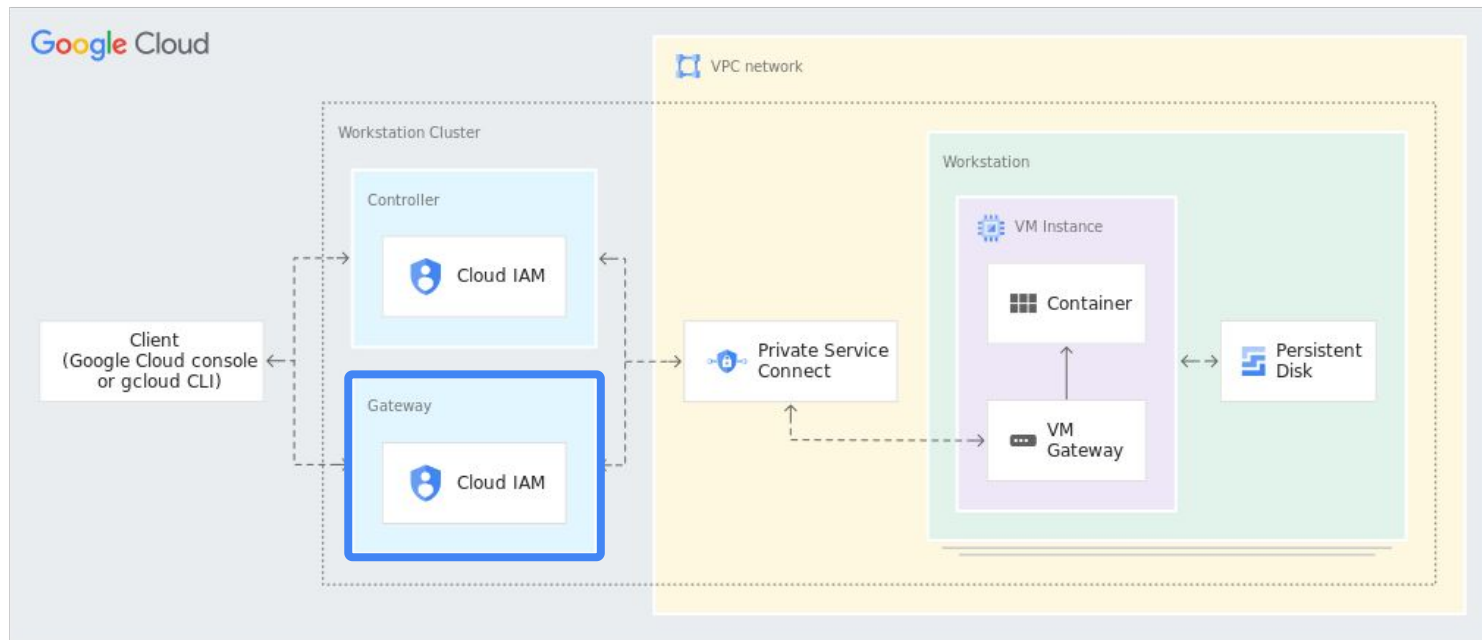 Google Cloud
VPC network
Workstation Cluster
Workstation
Controller
VM Instance
Cloud IAM
Container
Client
(Google Cloud console
or gcloud CLI)
Private Service
Connect
Persistent
Disk
Gateway
VM
Gateway
Cloud IAM